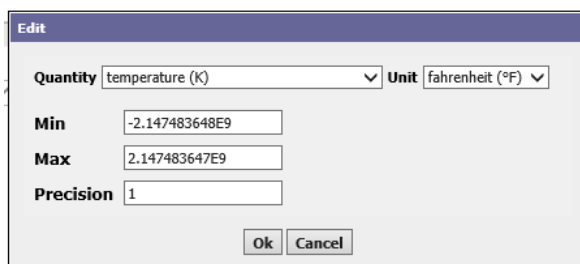 Edit
Quantity temperature (K) Unit fahrenheit (°F)
Min -2.147483648E9
Max 2.147483647E9
Precision 1
Ok Cancel